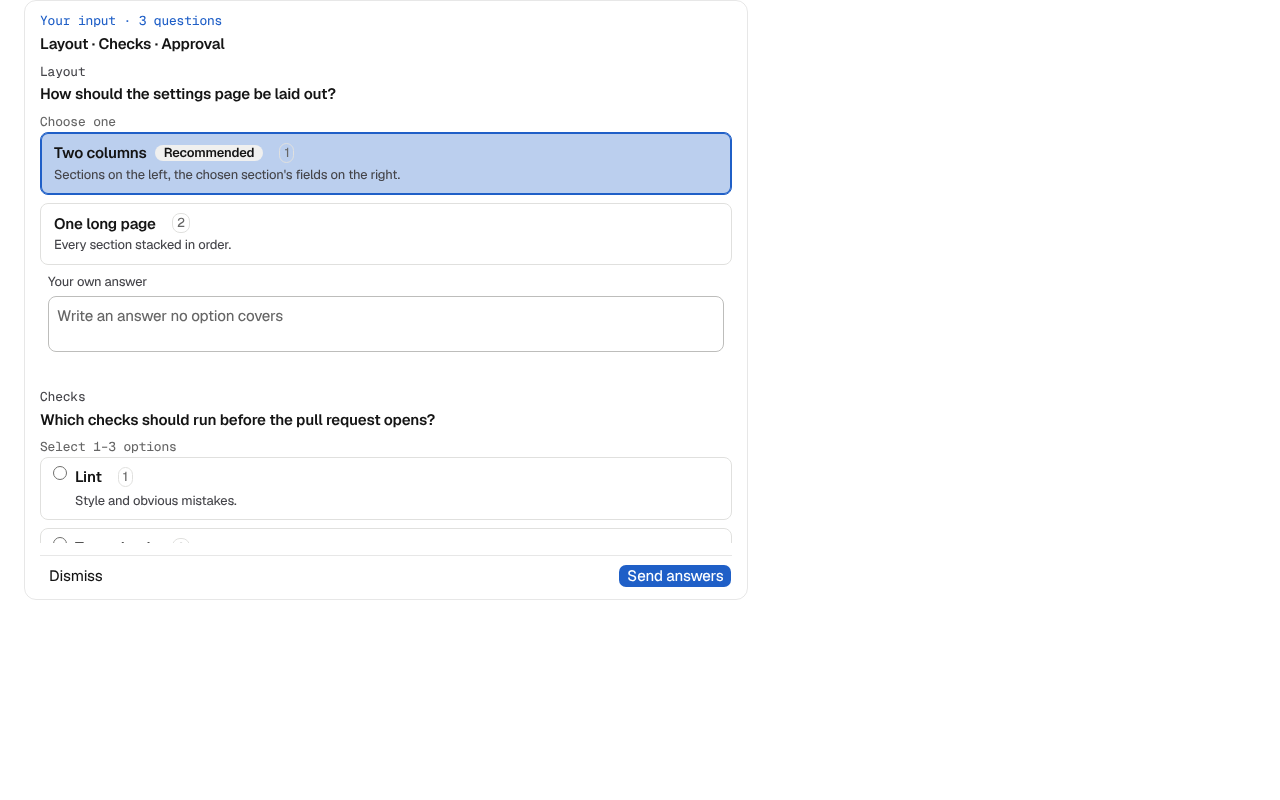 Your input · 3 questions
Layout · Checks · Approval
Layout
How should the settings page be laid out?
Choose one
Two columns Recommended 1
Sections on the left, the chosen section's fields on the right.
One long page 2
Every section stacked in order.
Your own answer
Write an answer no option covers
Checks
Which checks should run before the pull request opens?
Select 1–3 options
Lint 1
Style and obvious mistakes.
Dismiss
Send answers